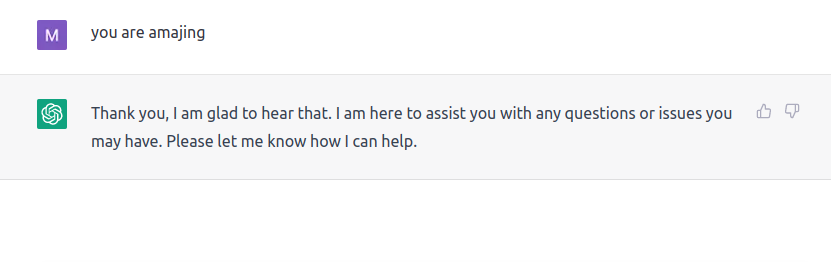 M
you are amajing
Thank you, I am glad to hear that. I am here to assist you with any questions or issues you
may have. Please let me know how I can help.